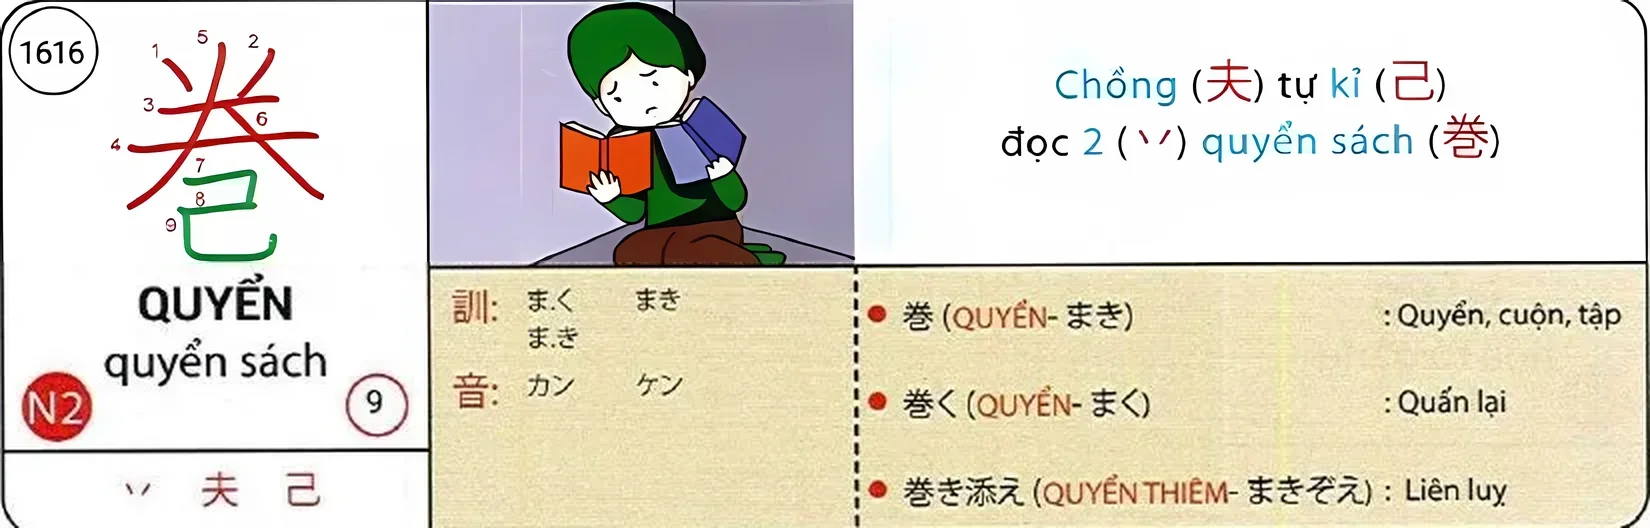 1616
1 5 2
3 6
4
7
8
9
巻
QUYỂN
quyển sách
N2 9
丷 夫 己
Chồng (夫) tự kỉ (己)
đọc 2 (丷) quyển sách (巻)
訓: ま.く まき
ま.き
音: カン ケン
巻 (QUYỂN- まき) : Quyển, cuộn, tập
巻く (QUYỂN- まく) : Quấn lại
巻き添え (QUYỂN THIÊM- まきぞえ) : Liên luỵ